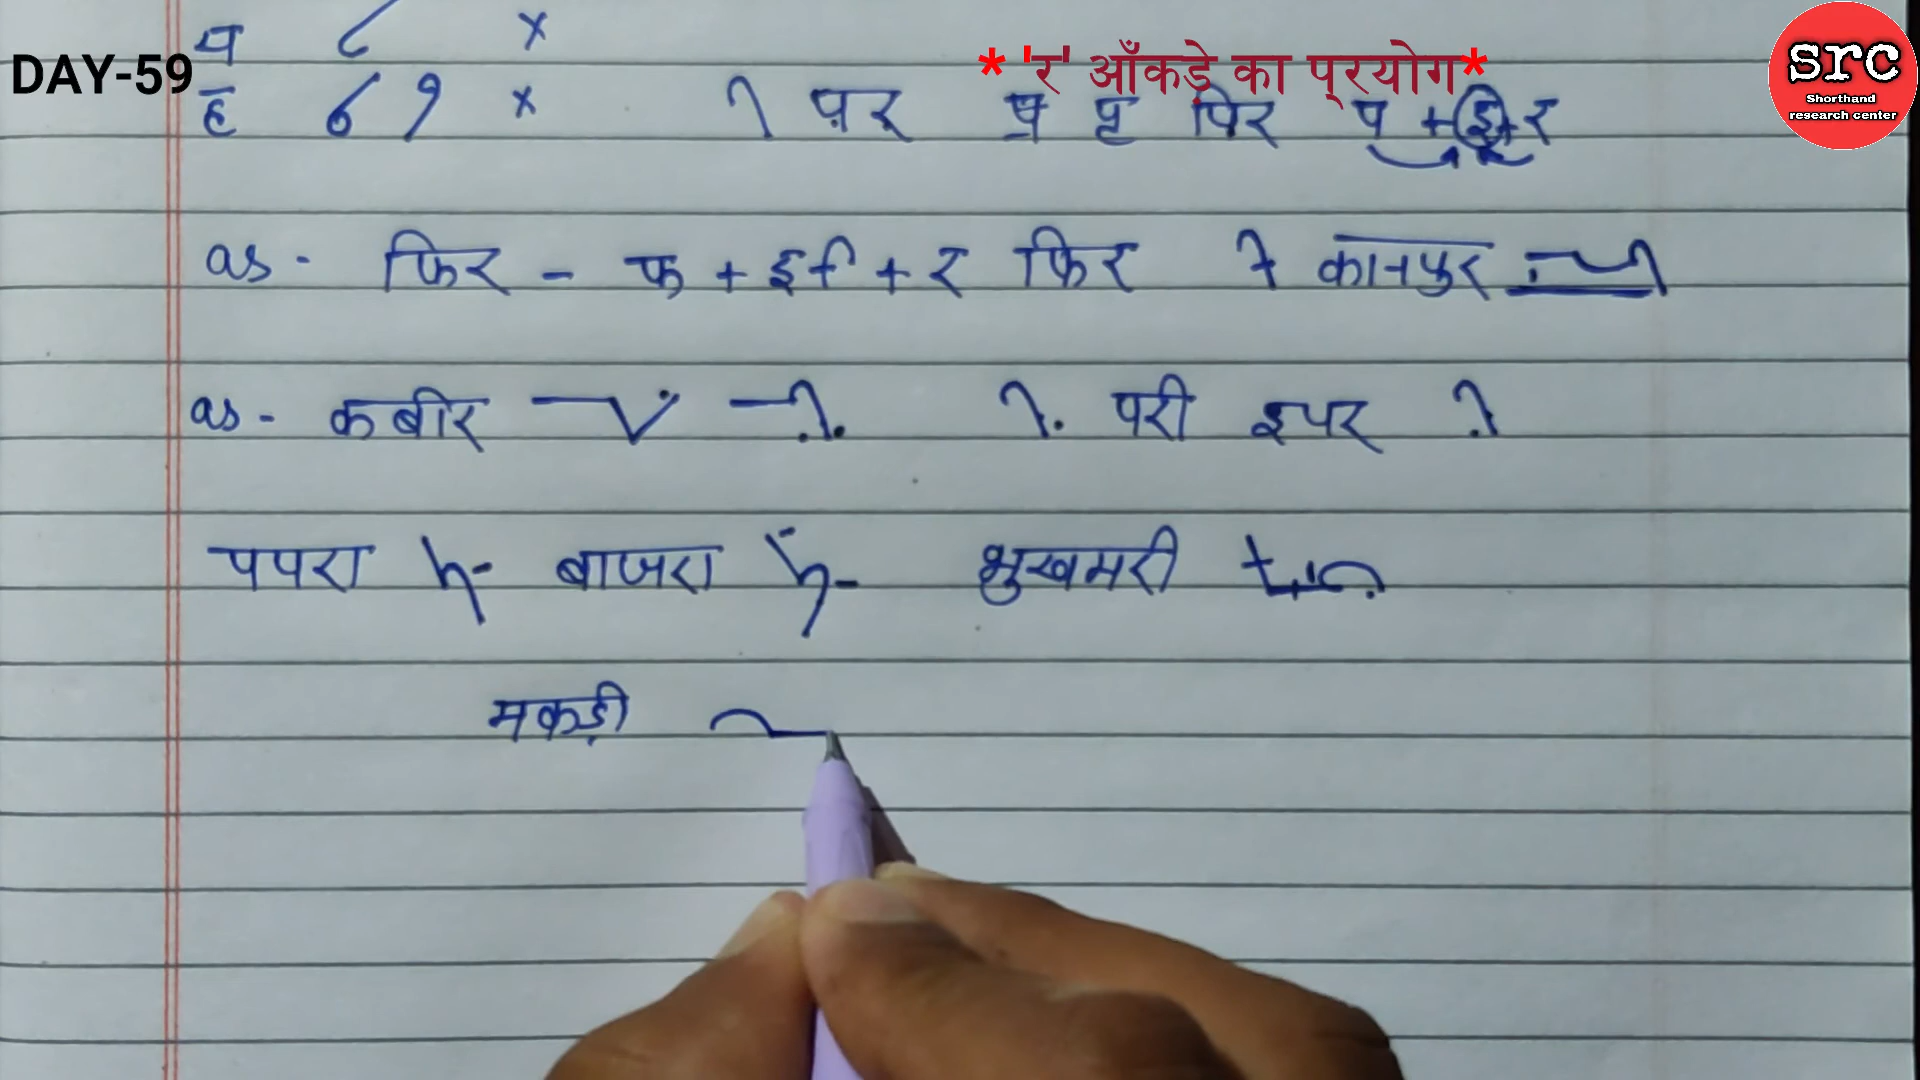 य ×
DAY-59 * 'र' आँकड़े का प्रयोग* src
Shorthand
research center
ह × पर प्र पृ पिर प + इ + र
as - फिर - फ + इ ि + र फिर कानपुर
as - कबीर परी इपर
पपरा बाजरा भुखमरी
मकड़ी